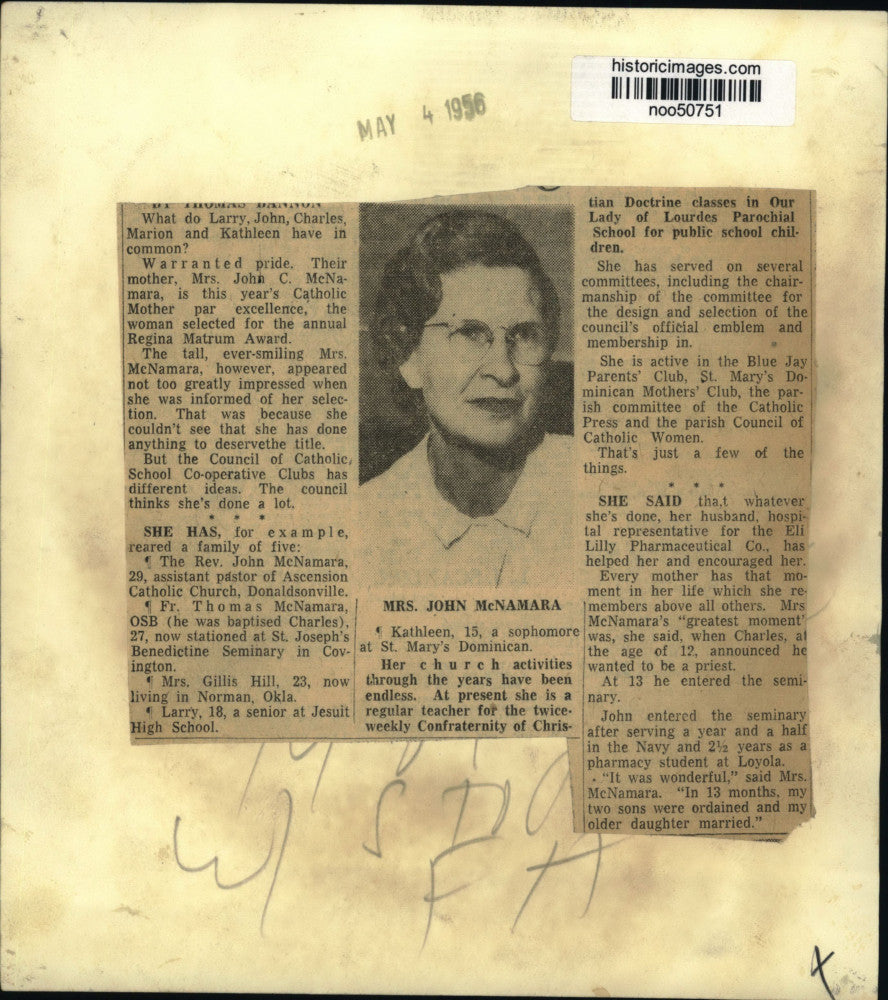 historicimages.com
noo50751
MAY 4 1956
BY THOMAS BANNON
What do Larry, John, Charles,
Marion and Kathleen have in
common?
Warranted pride. Their
mother, Mrs. John C. McNa-
mara, is this year's Catholic
Mother par excellence, the
woman selected for the annual
Regina Matrum Award.
The tall, ever-smiling Mrs.
McNamara, however, appeared
not too greatly impressed when
she was informed of her selec-
tion. That was because she
couldn't see that she has done
anything to deservethe title.
But the Council of Catholic
School Co-operative Clubs has
different ideas. The council
thinks she's done a lot.
* * *
SHE HAS, for example,
reared a family of five:
¶ The Rev. John McNamara,
29, assistant pastor of Ascension
Catholic Church, Donaldsonville.
¶ Fr. Thomas McNamara,
OSB (he was baptised Charles),
27, now stationed at St. Joseph's
Benedictine Seminary in Cov-
ington.
¶ Mrs. Gillis Hill, 23, now
living in Norman, Okla.
¶ Larry, 18, a senior at Jesuit
High School.
MRS. JOHN McNAMARA
¶ Kathleen, 15, a sophomore
at St. Mary's Dominican.
Her church activities
through the years have been
endless. At present she is a
regular teacher for the twice-
weekly Confraternity of Chris-
tian Doctrine classes in Our
Lady of Lourdes Parochial
School for public school chil-
dren.
She has served on several
committees, including the chair-
manship of the committee for
the design and selection of the
council's official emblem and
membership in.
She is active in the Blue Jay
Parents' Club, St. Mary's Do-
minican Mothers' Club, the par-
ish committee of the Catholic
Press and the parish Council of
Catholic Women.
That's just a few of the
things.
* * *
SHE SAID that whatever
she's done, her husband, hospi-
tal representative for the Eli
Lilly Pharmaceutical Co., has
helped her and encouraged her.
Every mother has that mo-
ment in her life which she re-
members above all others. Mrs
McNamara's "greatest moment'
was, she said, when Charles, at
the age of 12, announced he
wanted to be a priest.
At 13 he entered the semi-
nary.
John entered the seminary
after serving a year and a half
in the Navy and 2½ years as a
pharmacy student at Loyola.
"It was wonderful," said Mrs.
McNamara. "In 13 months, my
two sons were ordained and my
older daughter married."